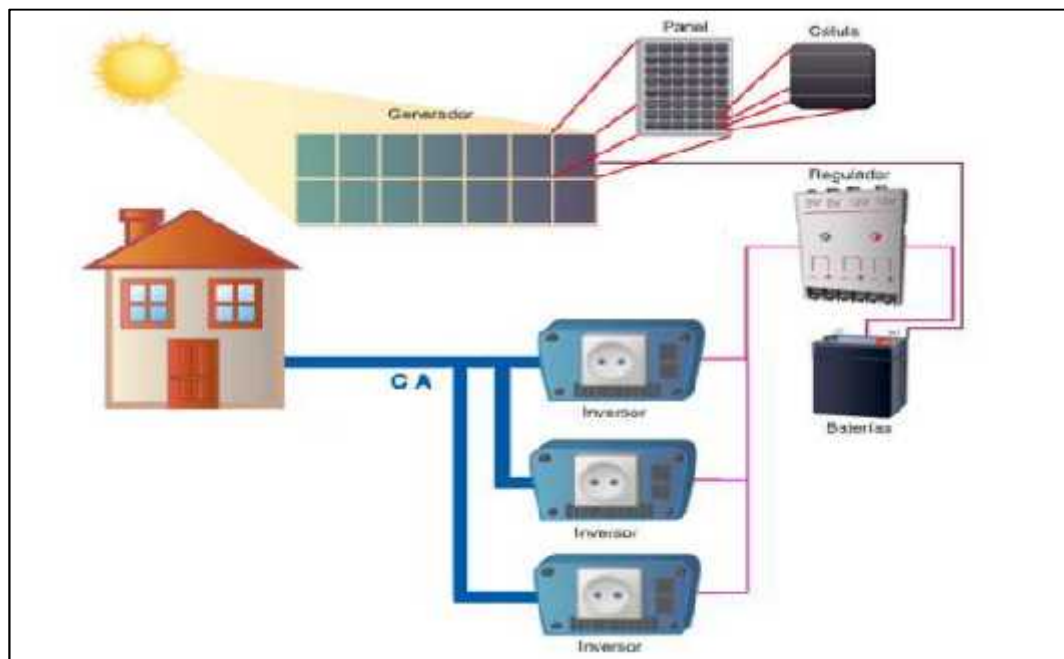 Panel
Célula
Generador
Regulador
C A
Inversor
Baterías
Inversor
Inversor